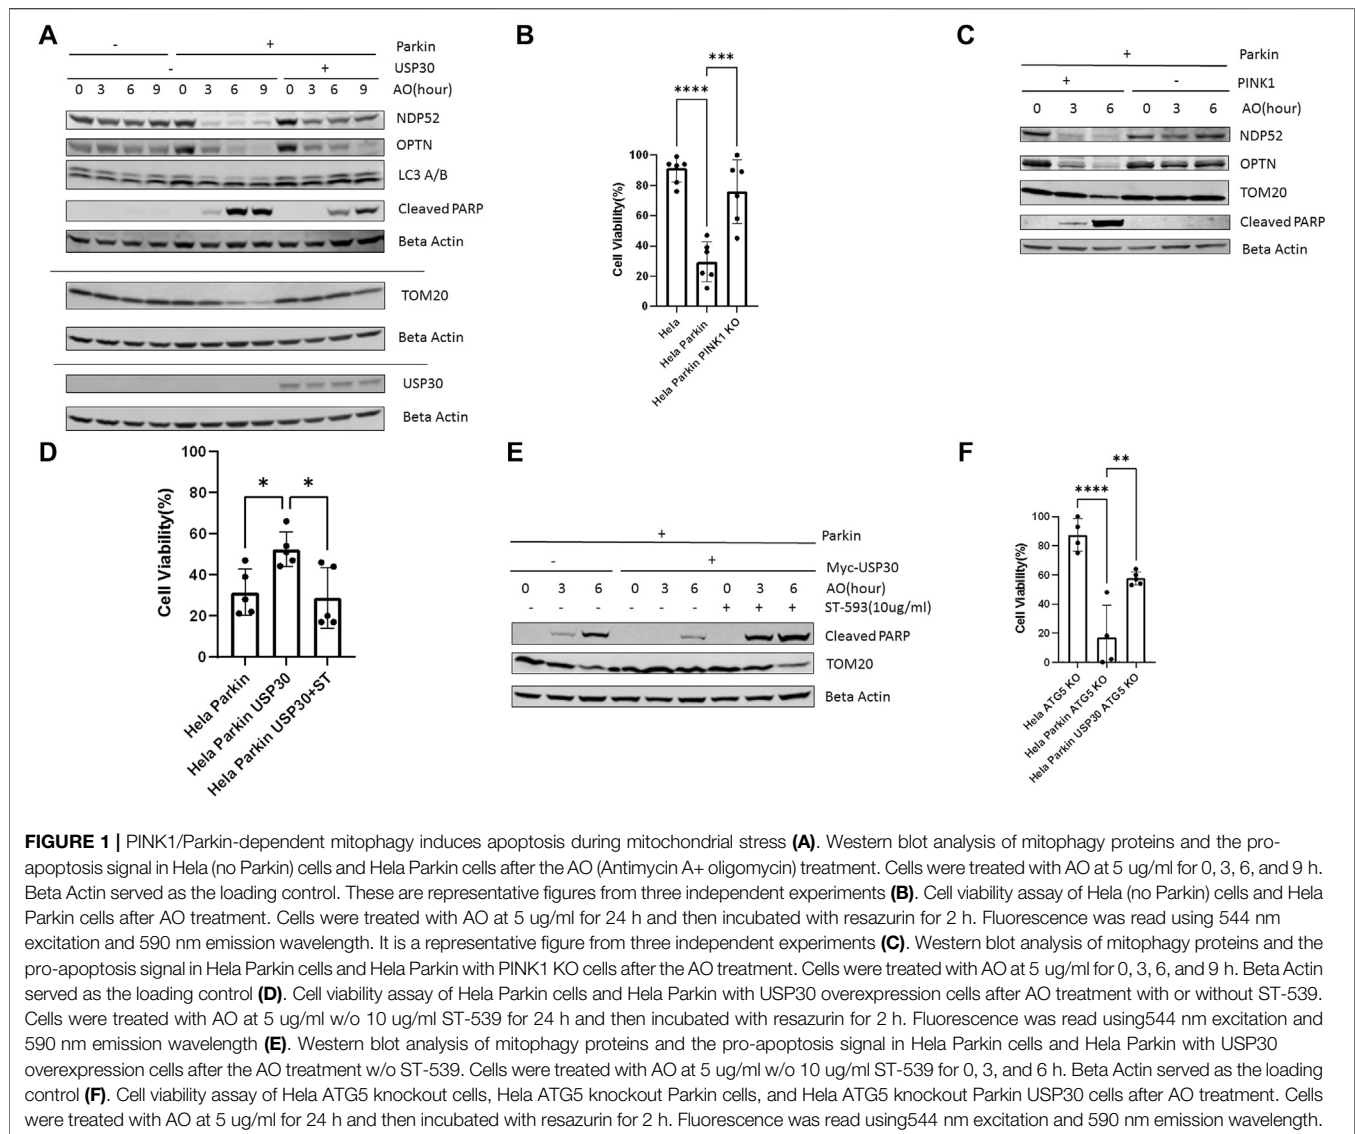 A
- + Parkin
- + USP30
0 3 6 9 0 3 6 9 0 3 6 9 AO(hour)
NDP52
OPTN
LC3 A/B
Cleaved PARP
Beta Actin
TOM20
Beta Actin
USP30
Beta Actin
B
***
****
100
80
60
40
20
0
Cell Viability(%)
Hela
Hela Parkin
Hela Parkin PINK1 KO
C
+ Parkin
+ - PINK1
0 3 6 0 3 6 AO(hour)
NDP52
OPTN
TOM20
Cleaved PARP
Beta Actin
D
* *
100
80
60
40
20
0
Cell Viability(%)
Hela Parkin
Hela Parkin USP30
Hela Parkin USP30+ST
E
+ Parkin
- + Myc-USP30
0 3 6 0 3 6 0 3 6 AO(hour)
- - - - - - + + + ST-593(10ug/ml)
Cleaved PARP
TOM20
Beta Actin
F
**
****
100
80
60
40
20
0
Cell Viability(%)
Hela ATG5 KO
Hela Parkin ATG5 KO
Hela Parkin USP30 ATG5 KO
FIGURE 1 | PINK1/Parkin-dependent mitophagy induces apoptosis during mitochondrial stress (A). Western blot analysis of mitophagy proteins and the pro-
apoptosis signal in Hela (no Parkin) cells and Hela Parkin cells after the AO (Antimycin A+ oligomycin) treatment. Cells were treated with AO at 5 ug/ml for 0, 3, 6, and 9 h.
Beta Actin served as the loading control. These are representative figures from three independent experiments (B). Cell viability assay of Hela (no Parkin) cells and Hela
Parkin cells after AO treatment. Cells were treated with AO at 5 ug/ml for 24 h and then incubated with resazurin for 2 h. Fluorescence was read using 544 nm
excitation and 590 nm emission wavelength. It is a representative figure from three independent experiments (C). Western blot analysis of mitophagy proteins and the
pro-apoptosis signal in Hela Parkin cells and Hela Parkin with PINK1 KO cells after the AO treatment. Cells were treated with AO at 5 ug/ml for 0, 3, 6, and 9 h. Beta Actin
served as the loading control (D). Cell viability assay of Hela Parkin cells and Hela Parkin with USP30 overexpression cells after AO treatment with or without ST-539.
Cells were treated with AO at 5 ug/ml w/o 10 ug/ml ST-539 for 24 h and then incubated with resazurin for 2 h. Fluorescence was read using544 nm excitation and
590 nm emission wavelength (E). Western blot analysis of mitophagy proteins and the pro-apoptosis signal in Hela Parkin cells and Hela Parkin with USP30
overexpression cells after the AO treatment w/o ST-539. Cells were treated with AO at 5 ug/ml w/o 10 ug/ml ST-539 for 0, 3, and 6 h. Beta Actin served as the loading
control (F). Cell viability assay of Hela ATG5 knockout cells, Hela ATG5 knockout Parkin cells, and Hela ATG5 knockout Parkin USP30 cells after AO treatment. Cells
were treated with AO at 5 ug/ml for 24 h and then incubated with resazurin for 2 h. Fluorescence was read using544 nm excitation and 590 nm emission wavelength.